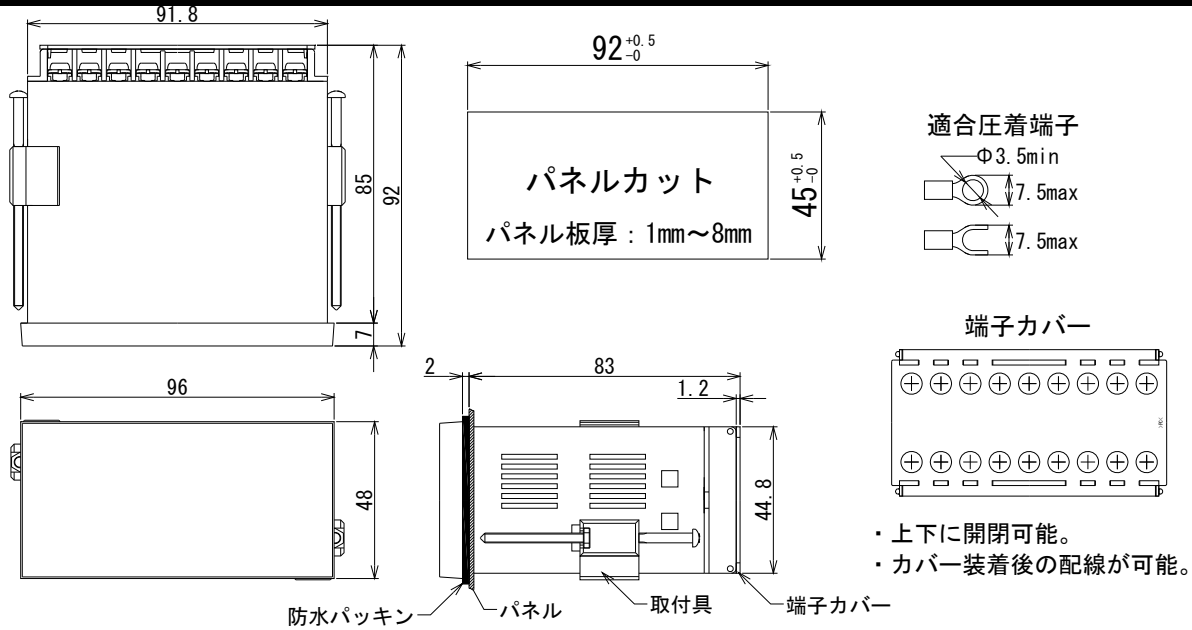 91.8
85
92
7
92 +0.5 -0
45 +0.5 -0
パネルカット
パネル板厚：1mm～8mm
適合圧着端子
Φ3.5min
7.5max
7.5max
96
48
2
83
1.2
44.8
防水パッキン
パネル
取付具
端子カバー
端子カバー
・上下に開閉可能。
・カバー装着後の配線が可能。